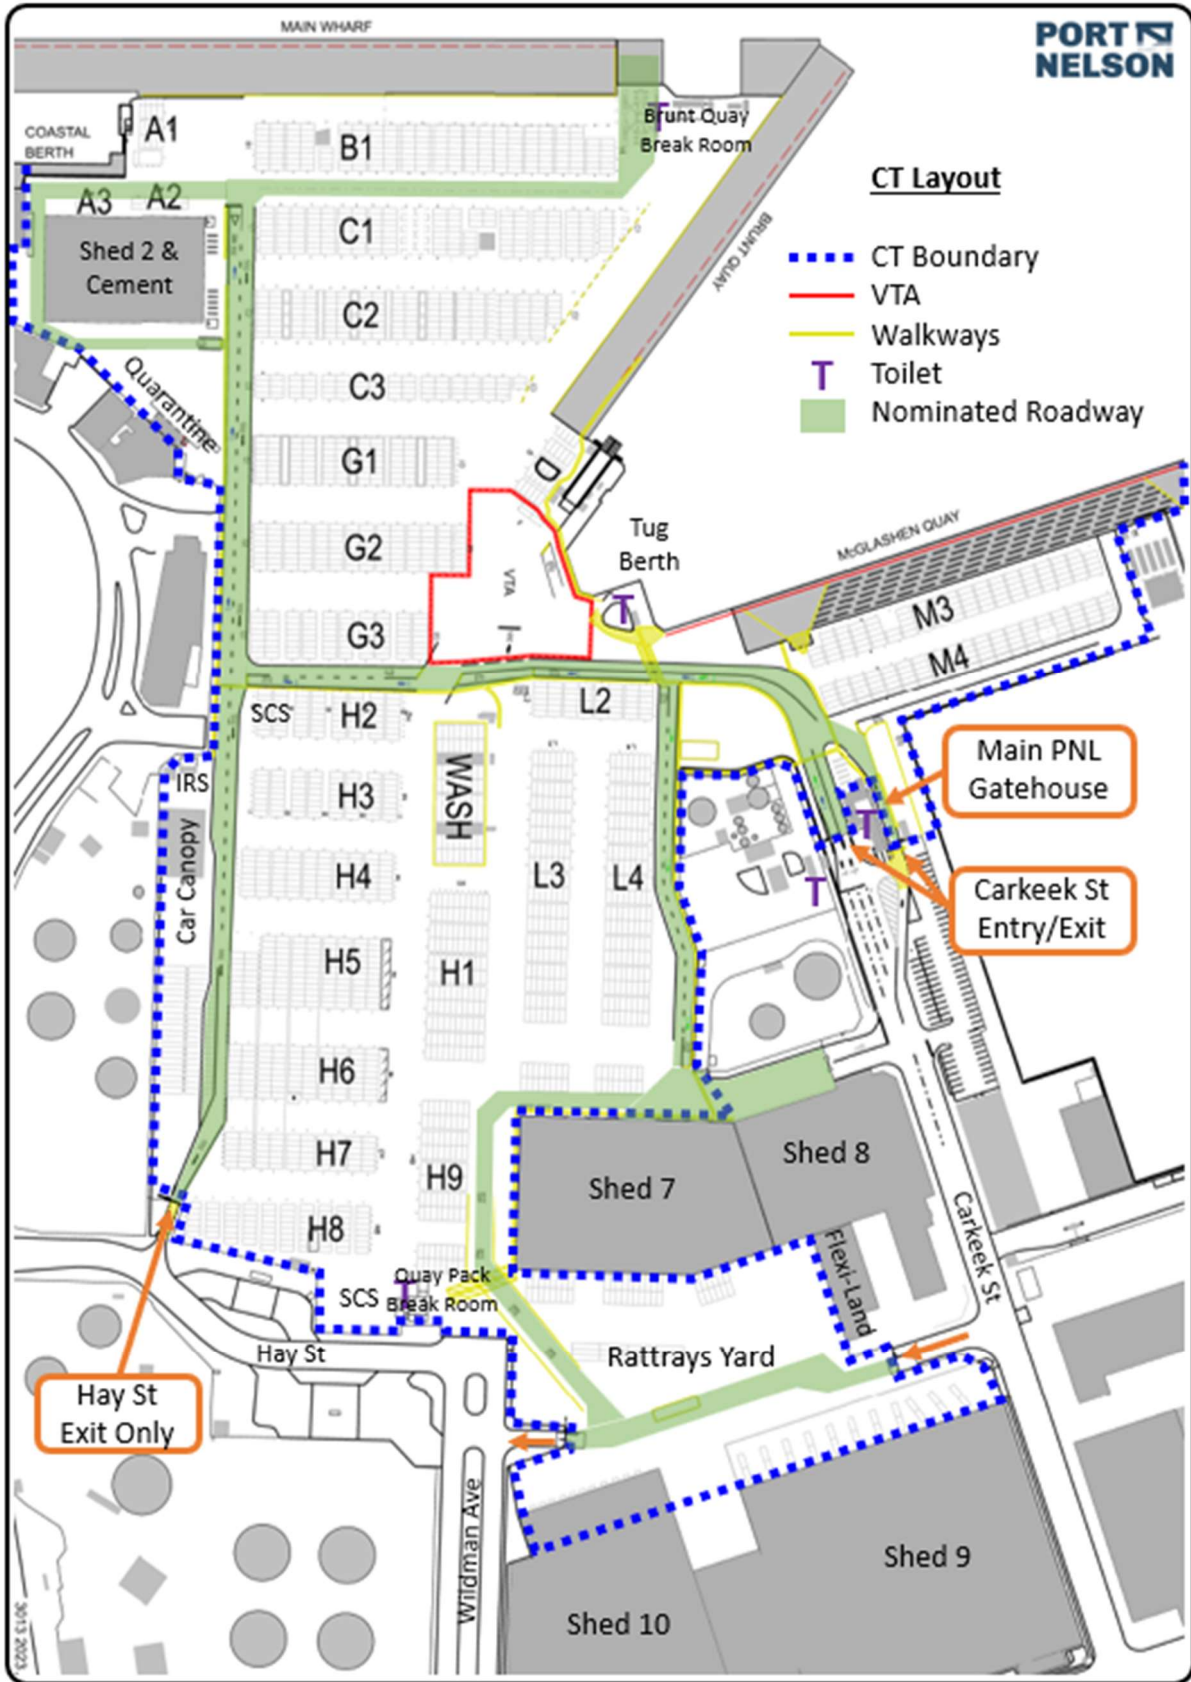 MAIN WHARF
PORT
NELSON
COASTAL
BERTH
A1
B1
T
Brunt Quay
Break Room
A3
A2
CT Layout
Shed 2 &
Cement
C1
BRUNT QUAY
CT Boundary
C2
VTA
Walkways
Quarantine
C3
T
Toilet
Nominated Roadway
G1
G2
VTA
Tug
Berth
McGLASHEN QUAY
T
M3
G3
M4
SCS
H2
L2
WASH
Main PNL
Gatehouse
IRS
H3
T
Car Canopy
H4
L3
L4
T
Carkeek St
Entry/Exit
H5
H1
H6
H7
H9
Shed 7
Shed 8
H8
Flexi-Land
Carkeek St
Quay Pack
Break Room
T
SCS
Hay St
Rattrays Yard
Hay St
Exit Only
Wildman Ave
Shed 9
Shed 10
3013 2023